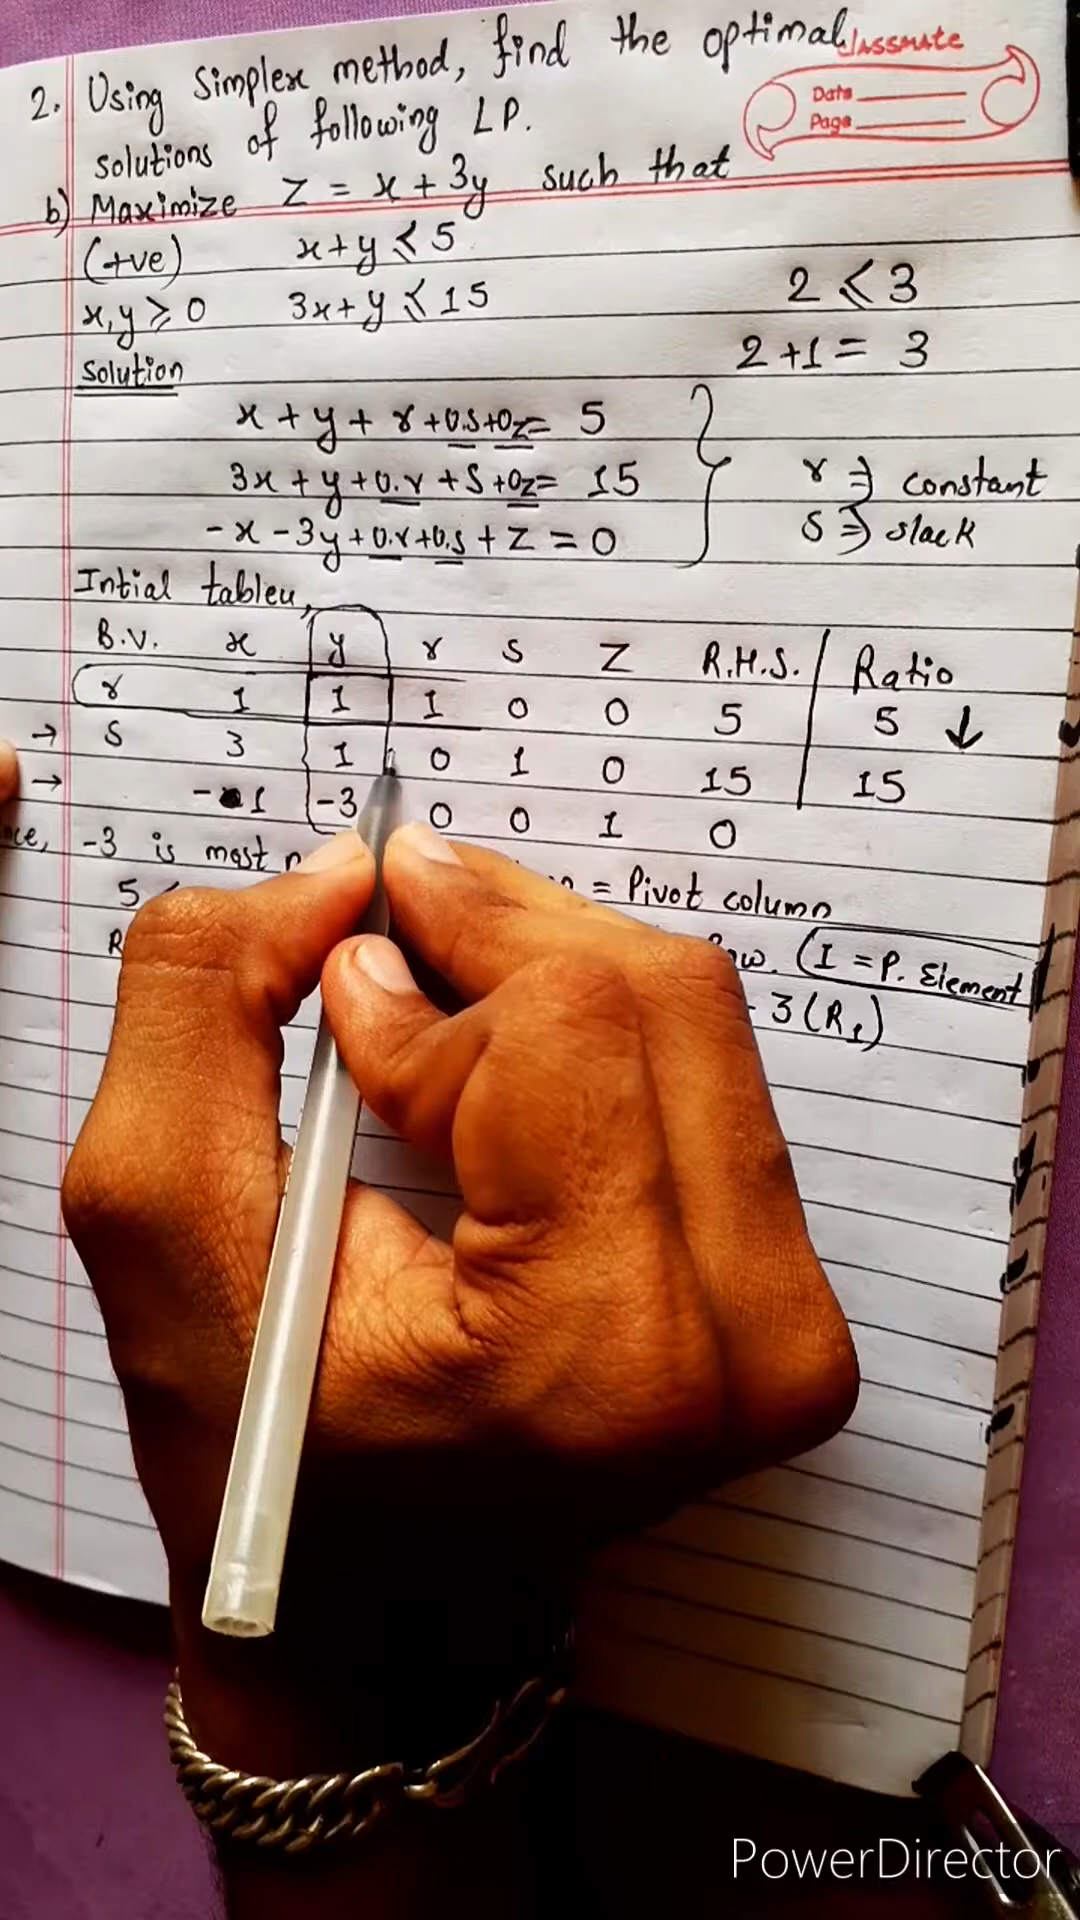 classmate
Date
Page
2. Using Simplex method, find the optimal
solutions of following LP.
b) Maximize Z = x + 3y such that
(+ve) x+y ≤ 5
x,y ≥ 0 3x+y ≤ 15
2 ≤ 3
2+1 = 3
Solution
x + y + r + 0.s + 0z = 5
3x + y + 0.r + s + 0z = 15
-x - 3y + 0.r + 0.s + z = 0
r ⇒ constant
s ⇒ slack
Intial tableu,
B.V. x y r s Z R.H.S. Ratio
r 1 1 1 0 0 5 5 ↓
→ s 3 1 0 1 0 15 15
→ -1 -3 0 0 1 0
-3 is most = Pivot column
5
R (1 = P. Element
3(R1)
PowerDirector